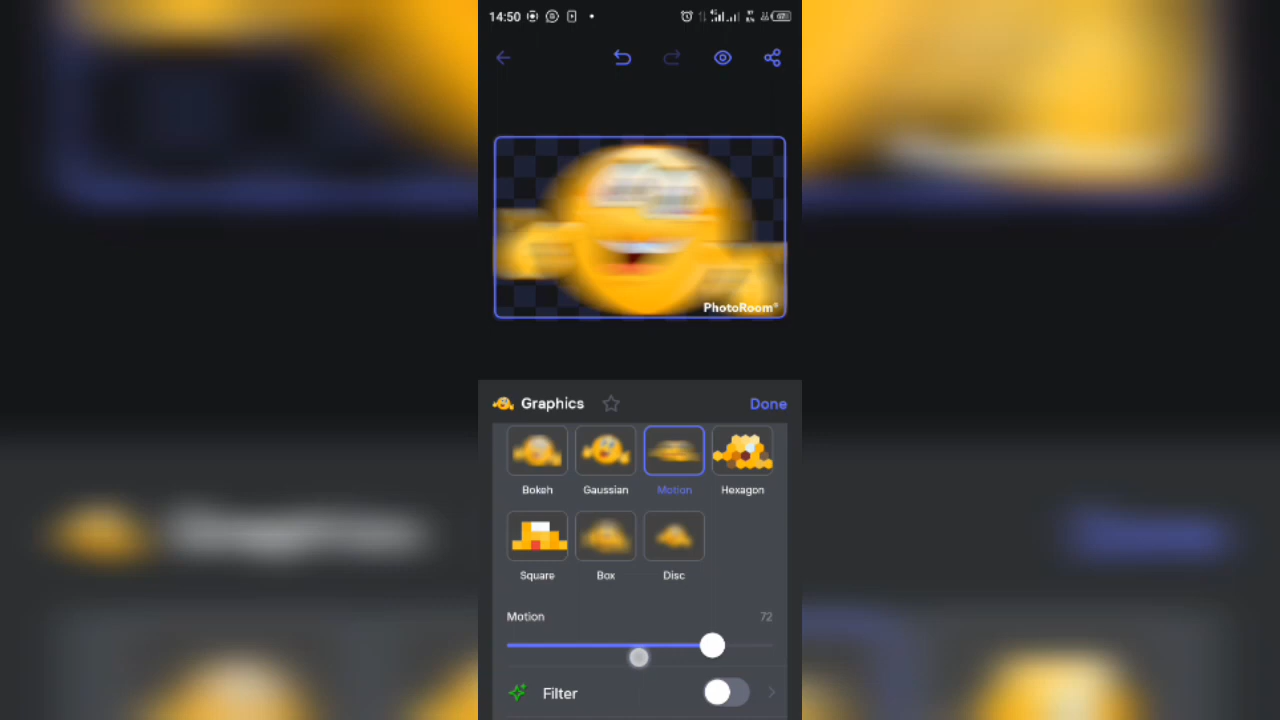 14:50
PhotoRoom®
Graphics
Done
Bokeh Gaussian Motion Hexagon
Square Box Disc
Motion 72
Filter